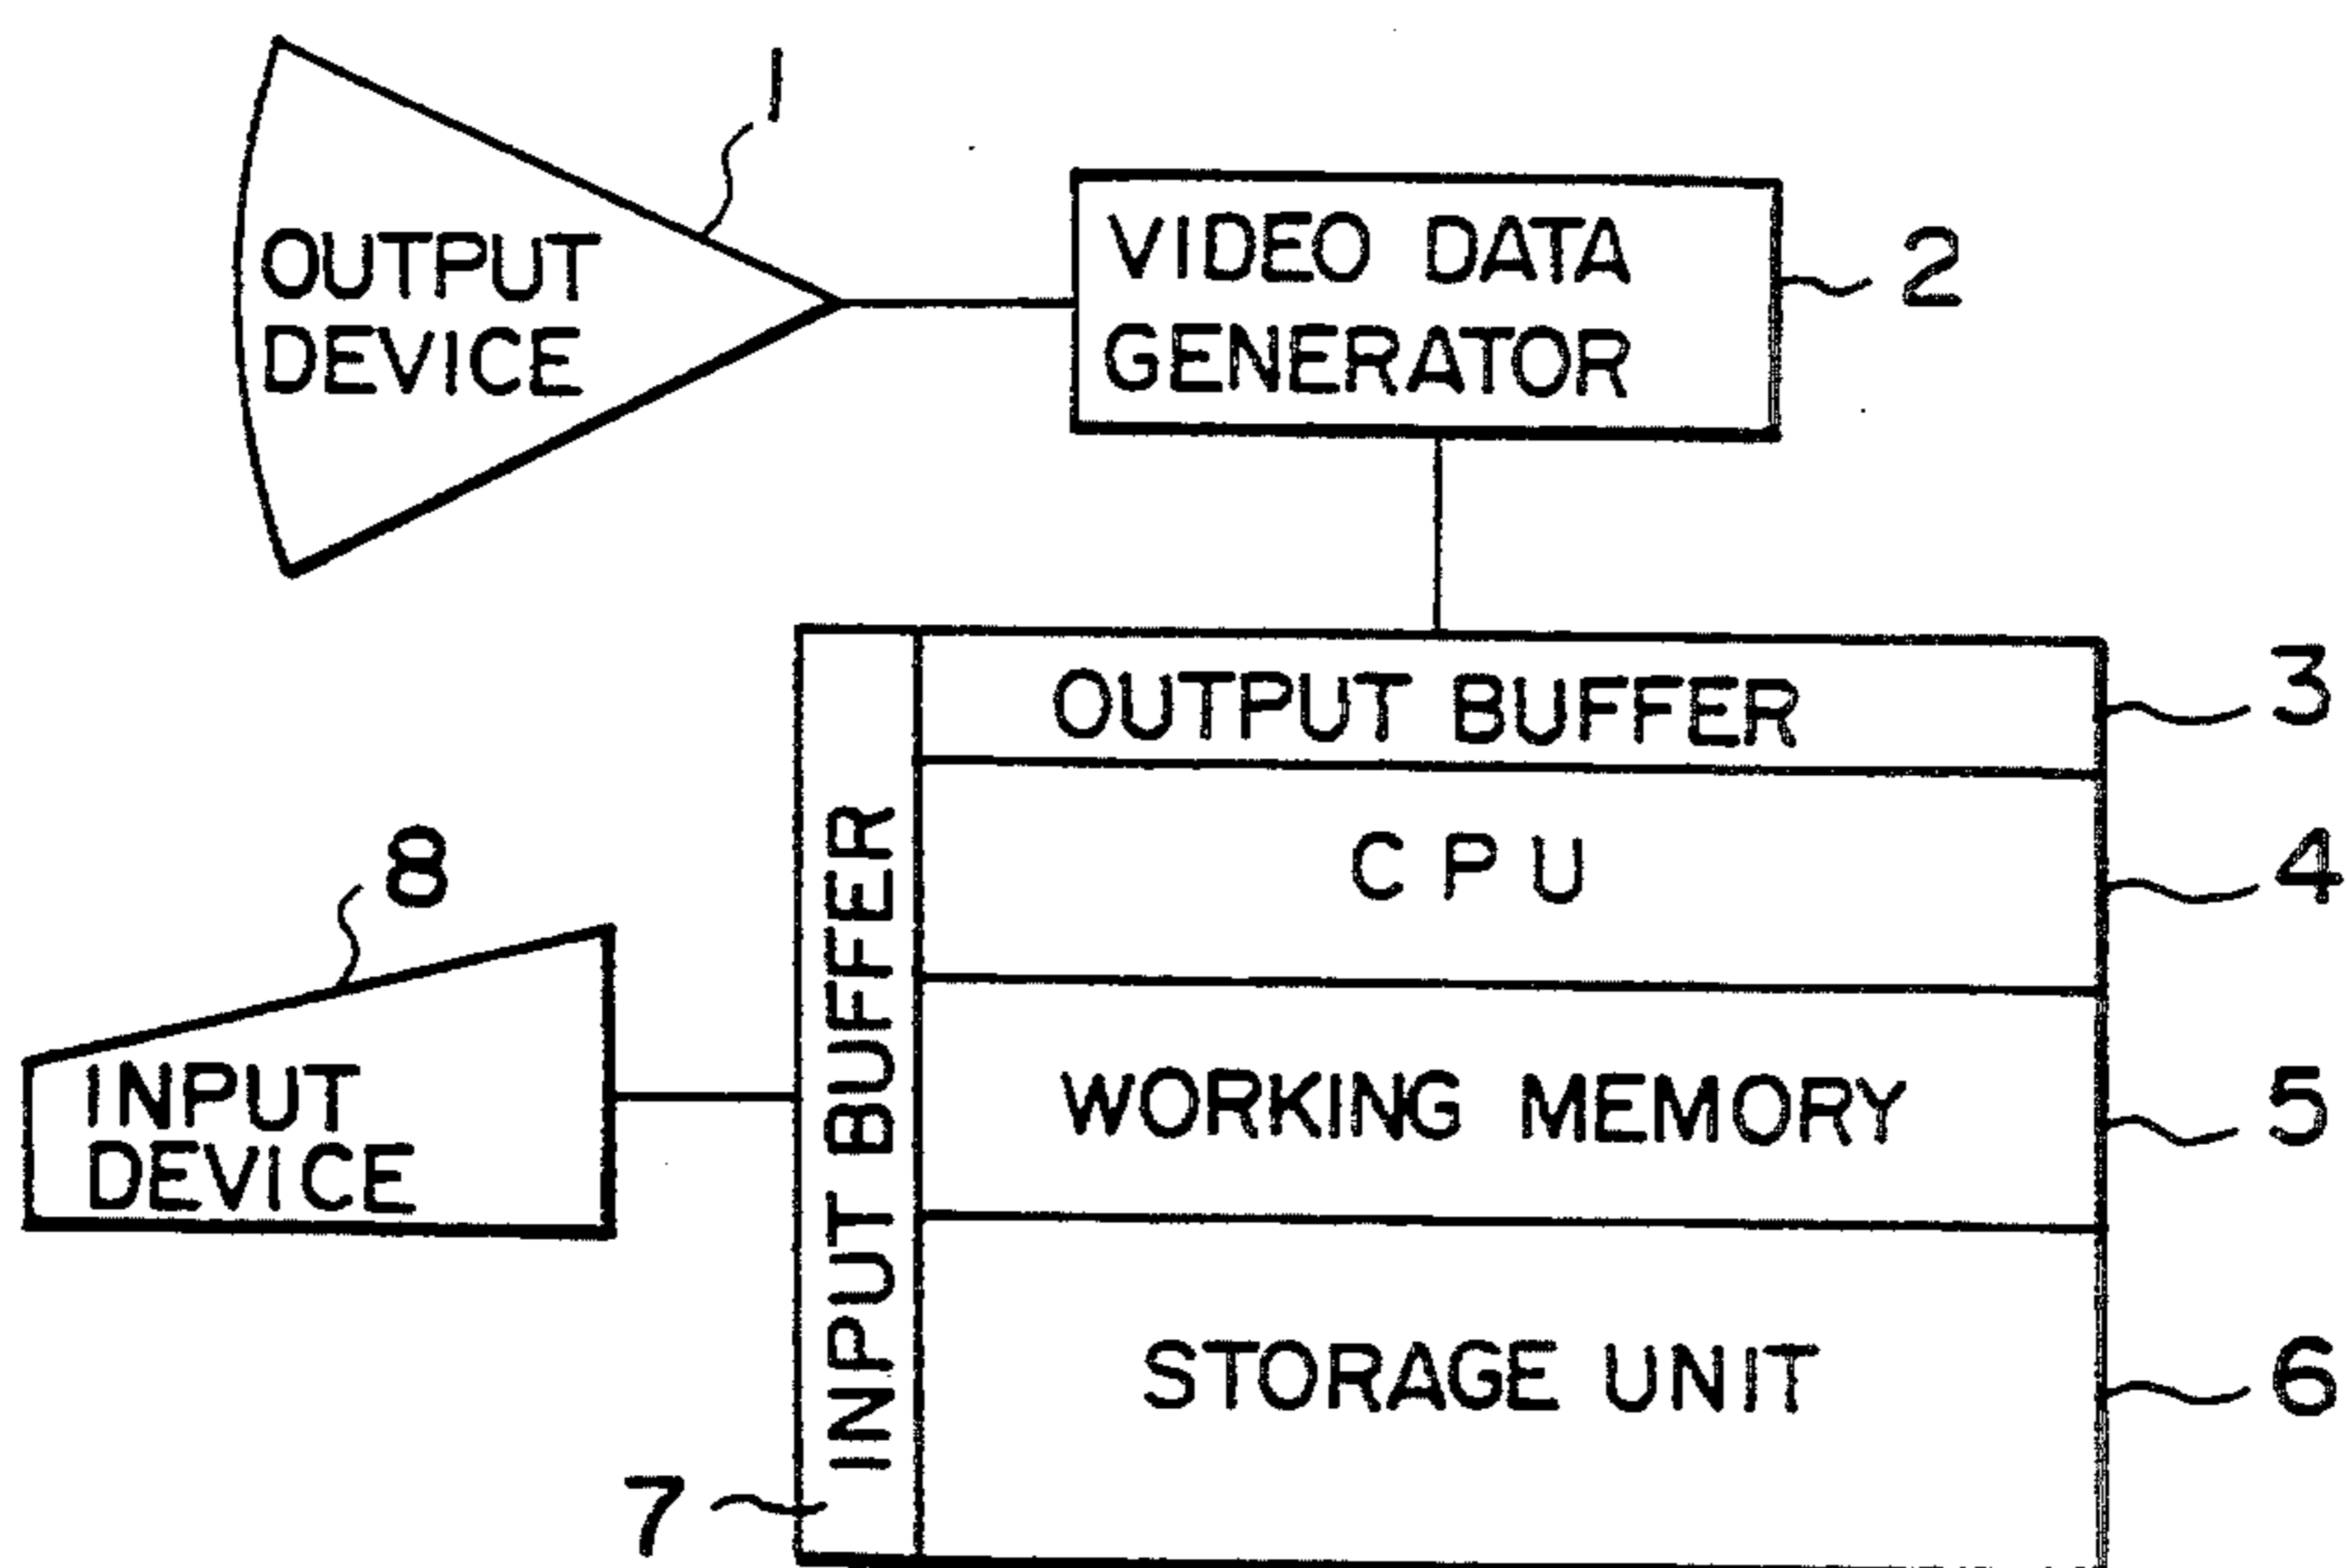 1
OUTPUT
DEVICE
VIDEO DATA
GENERATOR
2
OUTPUT BUFFER
3
CPU
4
WORKING MEMORY
5
STORAGE UNIT
6
INPUT BUFFER
7
8
INPUT
DEVICE